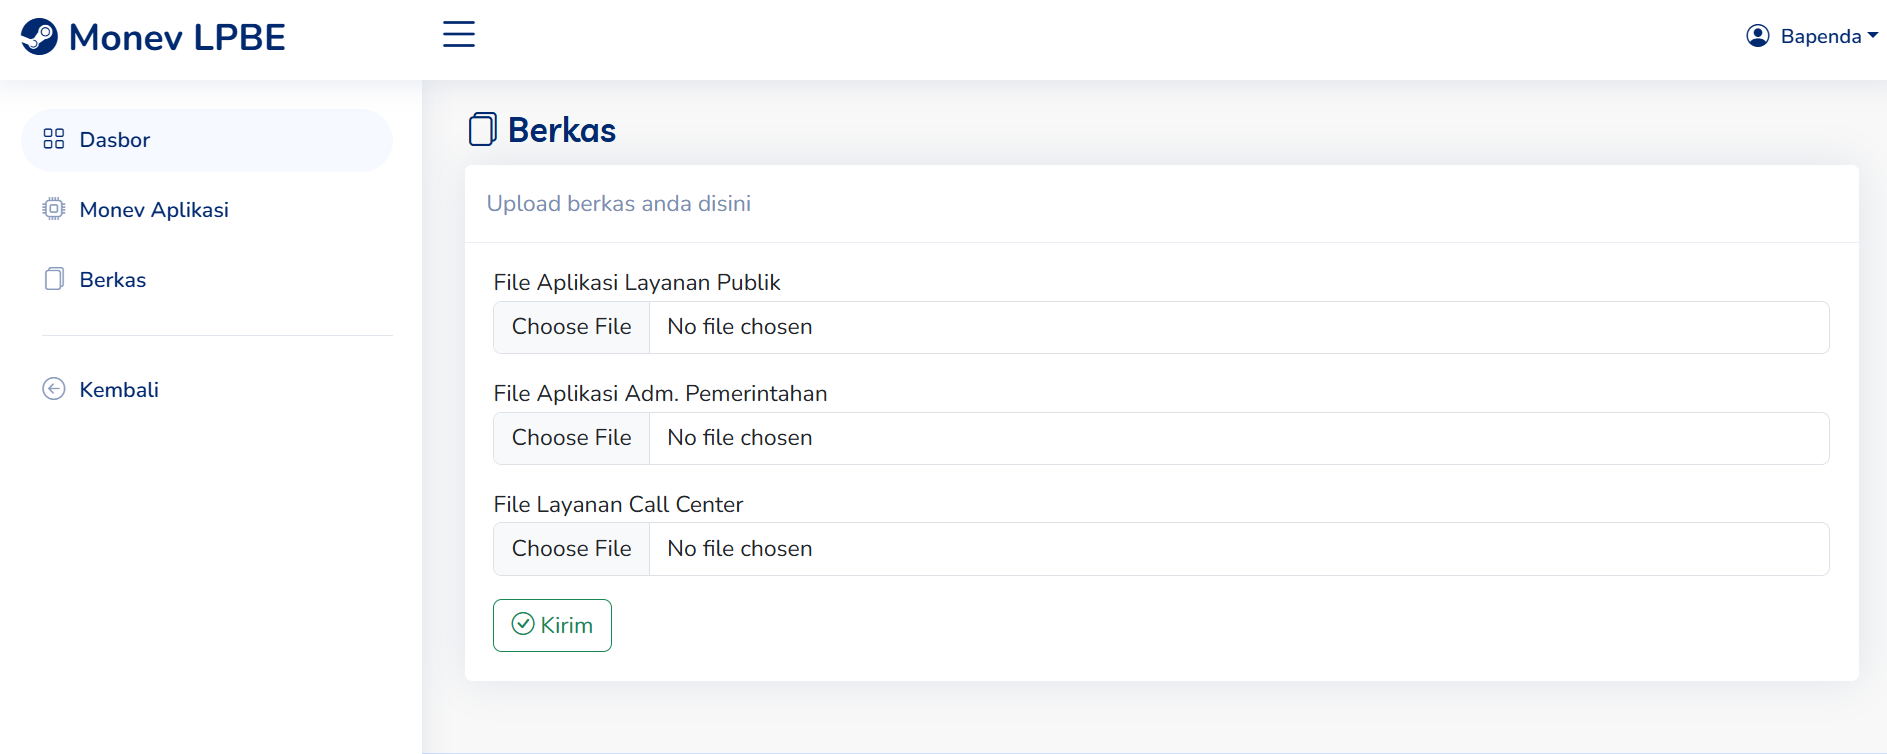 Monev LPBE
Bapenda
Dasbor
Monev Aplikasi
Berkas
Kembali
Berkas
Upload berkas anda disini
File Aplikasi Layanan Publik
Choose File No file chosen
File Aplikasi Adm. Pemerintahan
Choose File No file chosen
File Layanan Call Center
Choose File No file chosen
Kirim